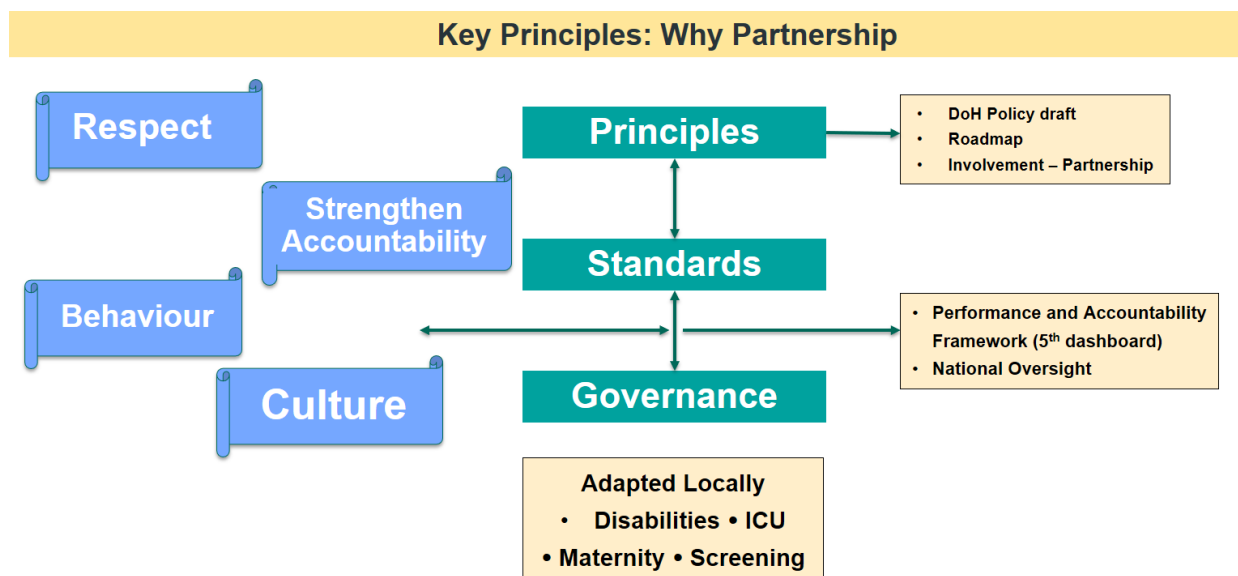 Key Principles: Why Partnership
Respect
Strengthen
Accountability
Behaviour
Culture
Principles
Standards
Governance
• DoH Policy draft
• Roadmap
• Involvement – Partnership
• Performance and Accountability
Framework (5th dashboard)
• National Oversight
Adapted Locally
• Disabilities • ICU
• Maternity • Screening